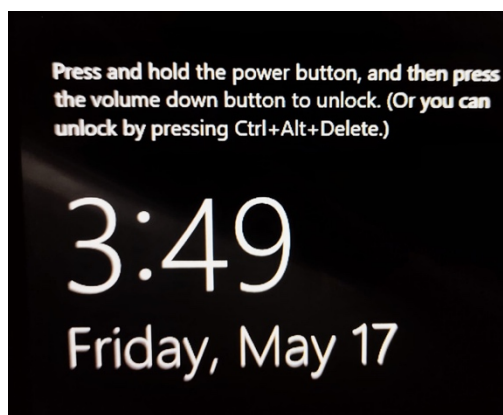 Press and hold the power button, and then press
the volume down button to unlock. (Or you can
unlock by pressing Ctrl+Alt+Delete.)
3:49
Friday, May 17